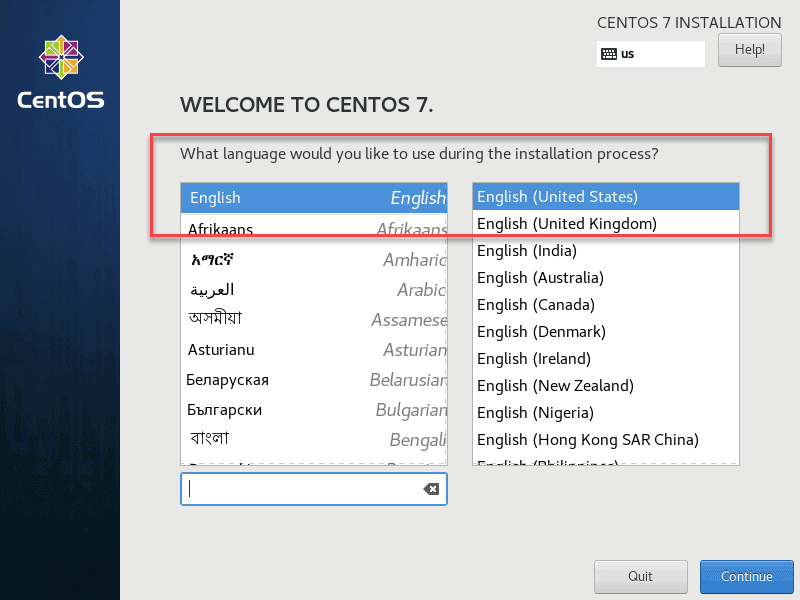 CENTOS 7 INSTALLATION
us
Help!
CentOS
WELCOME TO CENTOS 7.
What language would you like to use during the installation process?
English English
Afrikaans Afrikaans
አማርኛ Amharic
العربية Arabic
অসমীয়া Assamese
Asturianu Asturian
Беларуская Belarusian
Български Bulgarian
বাংলা Bengali
English (United States)
English (United Kingdom)
English (India)
English (Australia)
English (Canada)
English (Denmark)
English (Ireland)
English (New Zealand)
English (Nigeria)
English (Hong Kong SAR China)
English (Philippines)
Quit
Continue